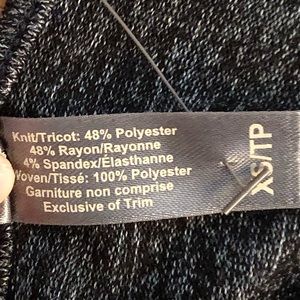 Knit/Tricot: 48% Polyester
48% Rayon/Rayonne
4% Spandex/Élasthanne
Woven/Tissé: 100% Polyester
Garniture non comprise
Exclusive of Trim
XS/TP